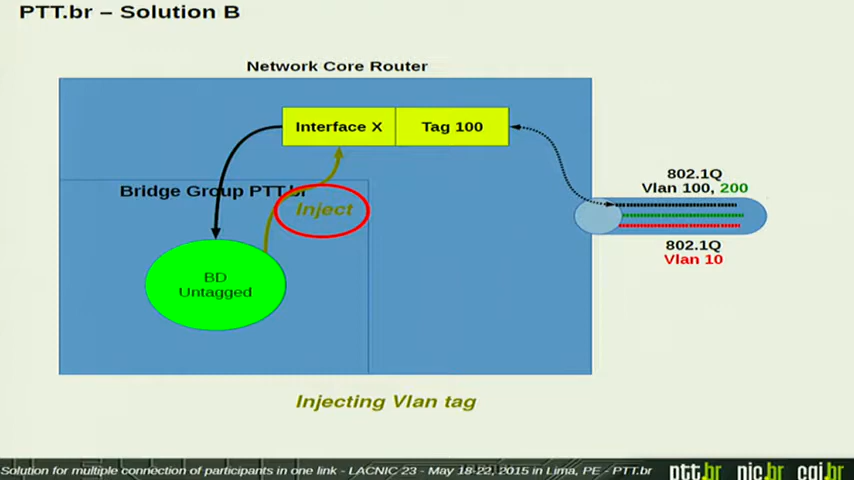 PTT.br – Solution B
Network Core Router
Interface X
Tag 100
802.1Q
Vlan 100, 200
Bridge Group PTT.br
Inject
802.1Q
Vlan 10
BD
Untagged
Injecting Vlan tag
Solution for multiple connection of participants in one link - LACNIC 23 - May 18-22, 2015 in Lima, PE - PTT.br
ptt.br
nic.br
cgi.br